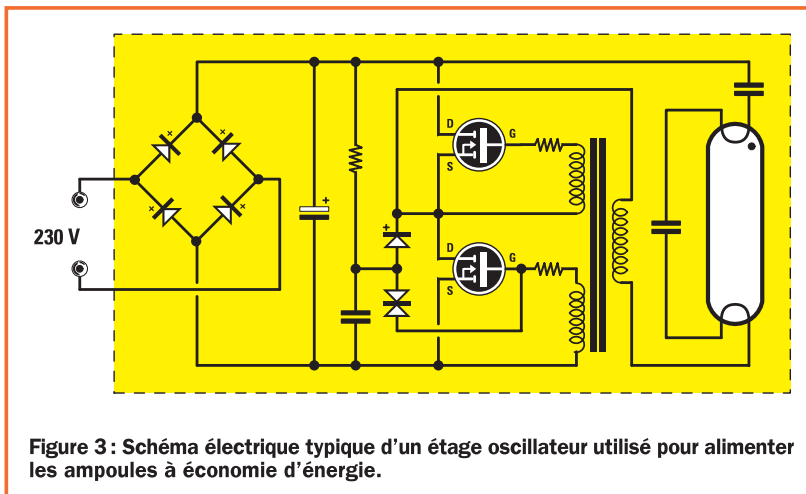 D
G
S
+
230 V
+
D
G
S
Figure 3 : Schéma électrique typique d'un étage oscillateur utilisé pour alimenter
les ampoules à économie d'énergie.